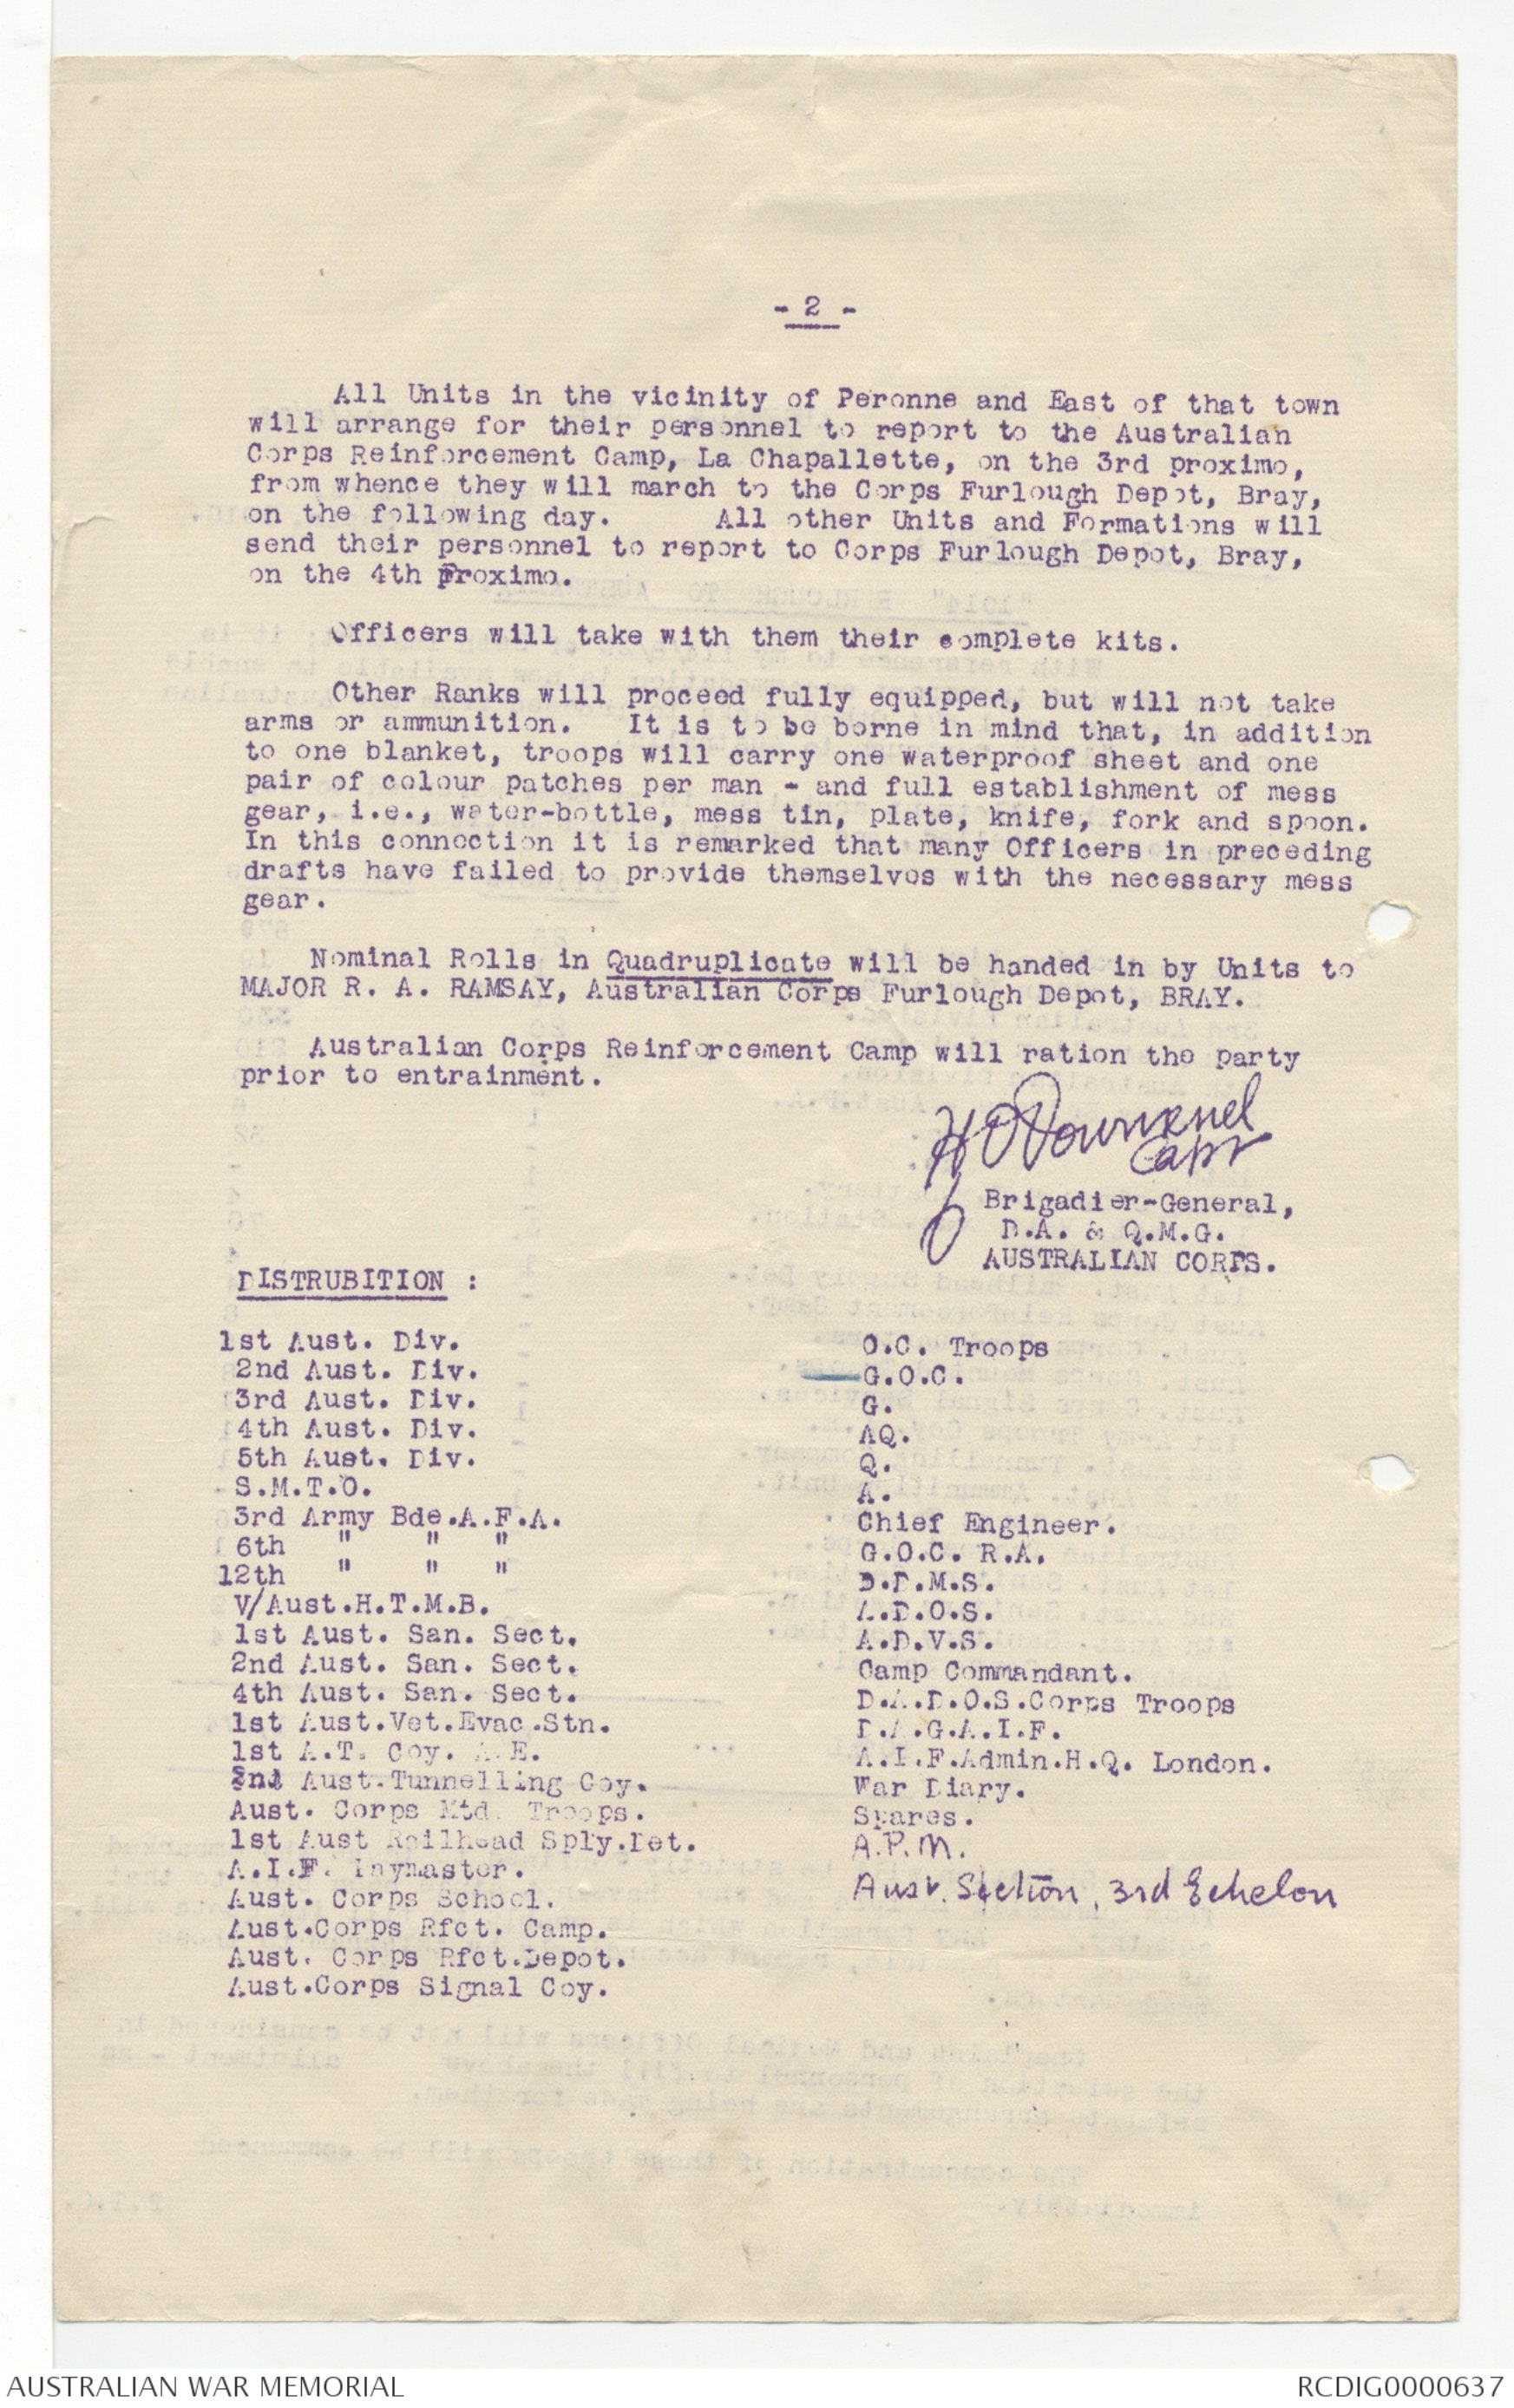 - 2 -
All Units in the vicinity of Peronne and East of that town
will arrange for their personnel to report to the Australian
Corps Reinforcement Camp, La Chapallette, on the 3rd proximo,
from whence they will march to the Corps Furlough Depot, Bray,
on the following day. All other Units and Formations will
send their personnel to report to Corps Furlough Depot, Bray,
on the 4th Proximo.
Officers will take with them their complete kits.
Other Ranks will proceed fully equipped, but will not take
arms or ammunition. It is to be borne in mind that, in addition
to one blanket, troops will carry one waterproof sheet and one
pair of colour patches per man - and full establishment of mess
gear, i.e., water-bottle, mess tin, plate, knife, fork and spoon.
In this connection it is remarked that many Officers in preceding
drafts have failed to provide themselves with the necessary mess
gear.
Nominal Rolls in Quadruplicate will be handed in by Units to
MAJOR R. A. RAMSAY, Australian Corps Furlough Depot, BRAY.
Australian Corps Reinforcement Camp will ration the party
prior to entrainment.
Capt
Brigadier-General,
D.A. & Q.M.G.
AUSTRALIAN CORPS.
DISTRUBITION :
1st Aust. Div.
2nd Aust. Div.
3rd Aust. Div.
4th Aust. Div.
5th Aust. Div.
S.M.T.O.
3rd Army Bde.A.F.A.
6th " " "
12th " " "
V/Aust.H.T.M.B.
1st Aust. San. Sect.
2nd Aust. San. Sect.
4th Aust. San. Sect.
1st Aust.Vet.Evac.Stn.
1st A.T. Coy. A.E.
2nd Aust.Tunnelling Coy.
Aust. Corps Mtd. Troops.
1st Aust Railhead Sply.Det.
A.I.F. Paymaster.
Aust. Corps School.
Aust.Corps Rfct. Camp.
Aust. Corps Rfct.Depot.
Aust.Corps Signal Coy.
O.C. Troops
G.O.C.
G.
AQ.
Q.
A.
Chief Engineer.
G.O.C. R.A.
D.D.M.S.
A.D.O.S.
A.D.V.S.
Camp Commandant.
D.A.D.O.S.Corps Troops
D.A.G.A.I.F.
A.I.F.Admin.H.Q. London.
War Diary.
Spares.
A.P.M.
Aust. Section, 3rd Echelon
AUSTRALIAN WAR MEMORIAL
RCDIG0000637